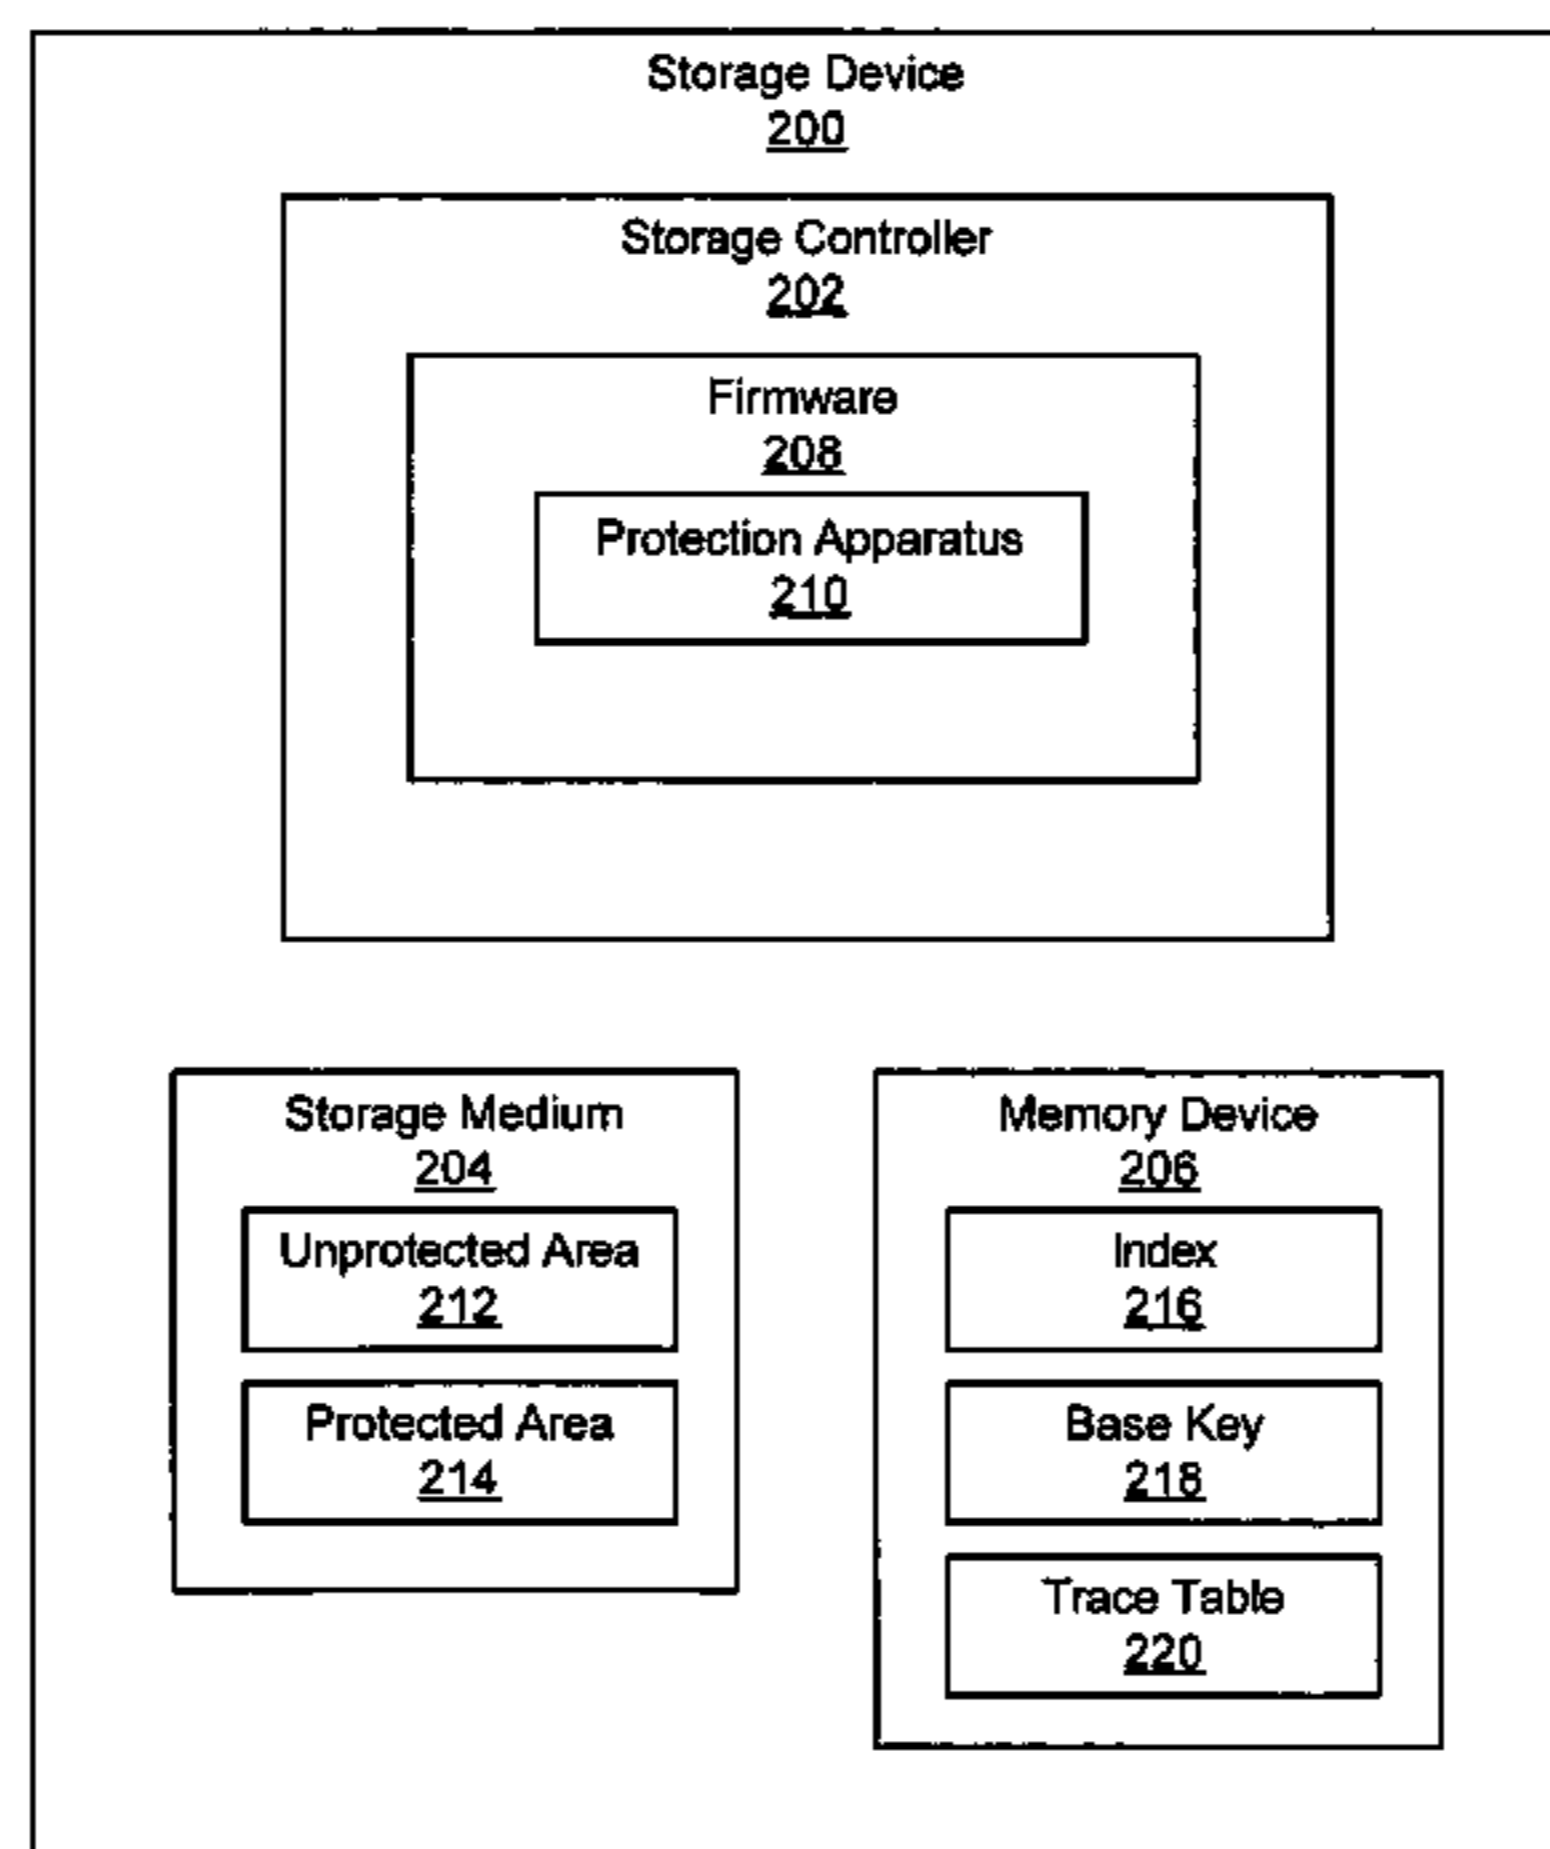 Storage Device
200
Storage Controller
202
Firmware
208
Protection Apparatus
210
Storage Medium
204
Unprotected Area
212
Protected Area
214
Memory Device
206
Index
216
Base Key
218
Trace Table
220